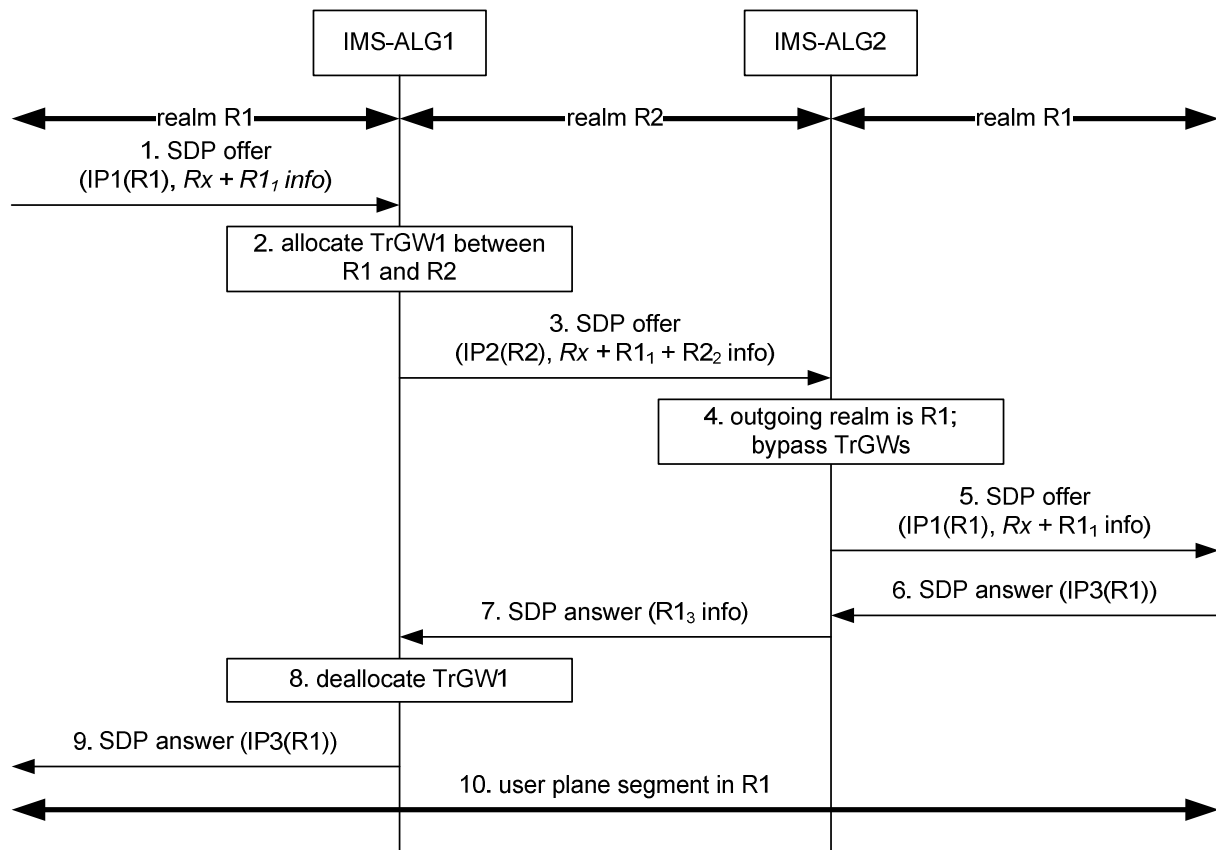 IMS-ALG1
IMS-ALG2
realm R1
realm R2
realm R1
1. SDP offer
(IP1(R1), Rx + R1₁ info)
2. allocate TrGW1 between
R1 and R2
3. SDP offer
(IP2(R2), Rx + R1₁ + R2₂ info)
4. outgoing realm is R1;
bypass TrGWs
5. SDP offer
(IP1(R1), Rx + R1₁ info)
6. SDP answer (IP3(R1))
7. SDP answer (R1₃ info)
8. deallocate TrGW1
9. SDP answer (IP3(R1))
10. user plane segment in R1